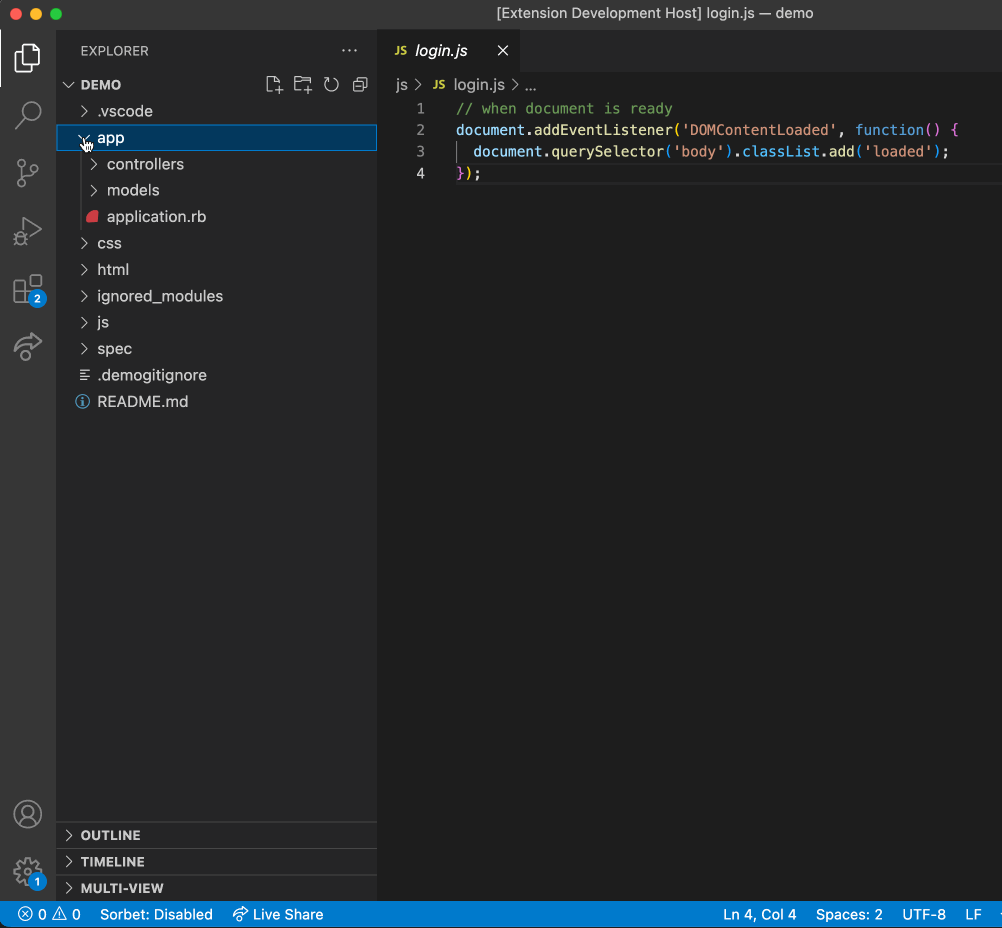 [Extension Development Host] login.js — demo
EXPLORER
JS login.js
DEMO
js > JS login.js > ...
.vscode
app
controllers
models
application.rb
css
html
ignored_modules
js
spec
.demogitignore
README.md
1 // when document is ready
2 document.addEventListener('DOMContentLoaded', function() {
3 document.querySelector('body').classList.add('loaded');
4 });
2
OUTLINE
TIMELINE
1
MULTI-VIEW
0 0 Sorbet: Disabled Live Share Ln 4, Col 4 Spaces: 2 UTF-8 LF